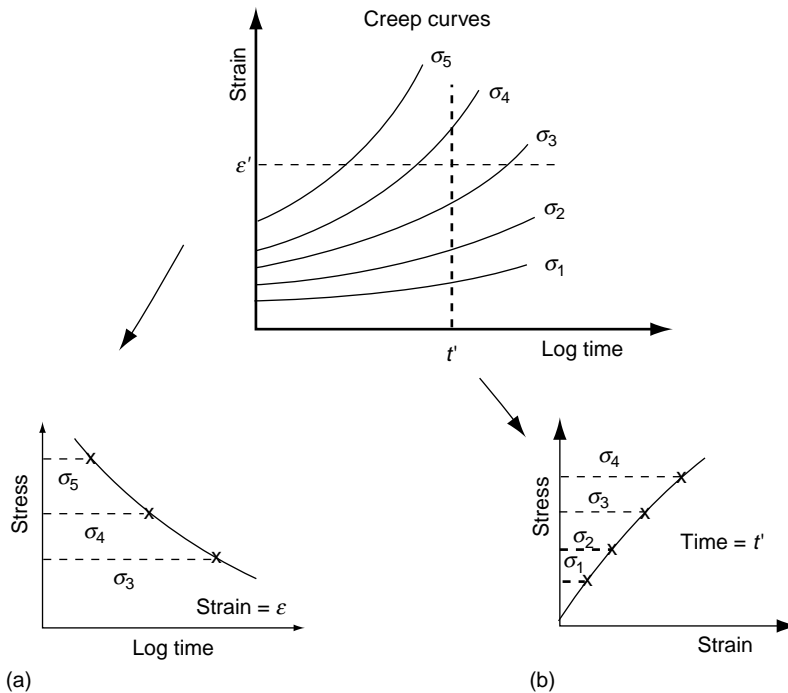 Creep curves
Strain
σ5
σ4
σ3
σ2
σ1
ε'
t'
Log time
Stress
σ5
σ4
σ3
Strain = ε
Log time
(a)
Stress
σ4
σ3
σ2
σ1
Time = t'
Strain
(b)